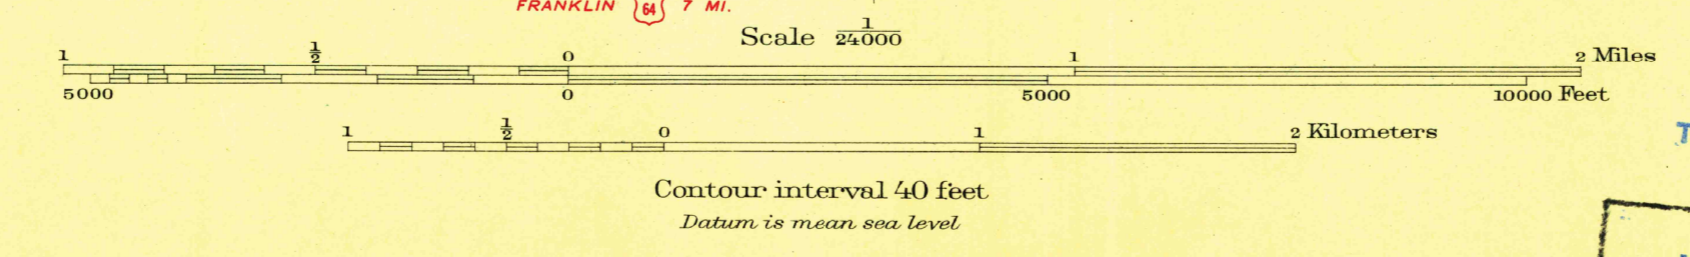 FRANKLIN 64 7 MI.
Scale 1/24000
1 ½ 0 1 2 Miles
5000 0 5000 10000 Feet
1 ½ 0 1 2 Kilometers
Contour interval 40 feet
Datum is mean sea level